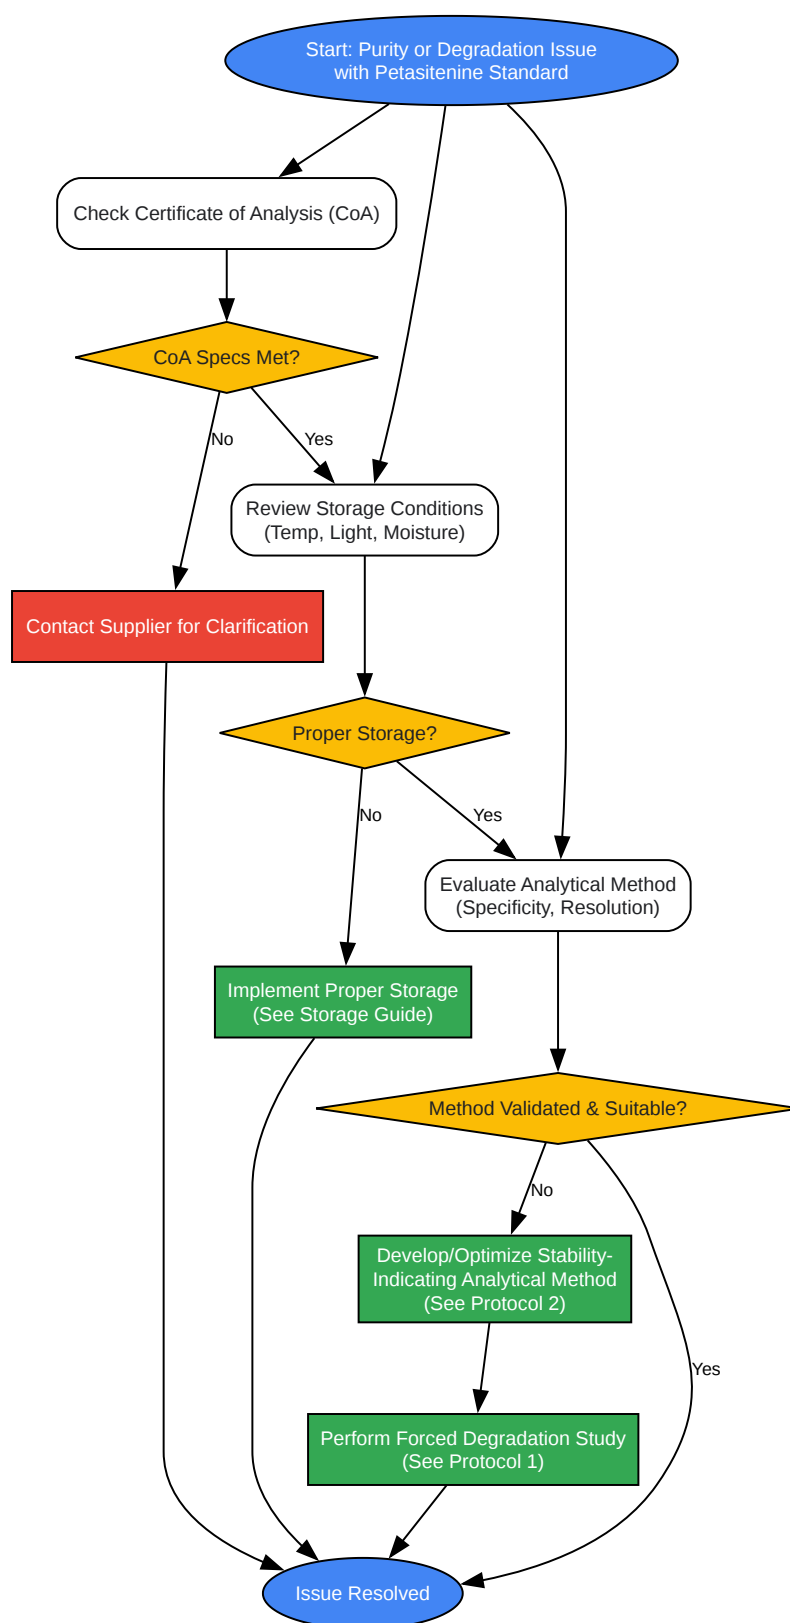 Start: Purity or Degradation Issue
with Petasitenine Standard
Check Certificate of Analysis (CoA)
CoA Specs Met?
No
Yes
Review Storage Conditions
(Temp, Light, Moisture)
Contact Supplier for Clarification
Proper Storage?
No
Yes
Evaluate Analytical Method
(Specificity, Resolution)
Implement Proper Storage
(See Storage Guide)
Method Validated & Suitable?
No
Develop/Optimize Stability-
Indicating Analytical Method
(See Protocol 2)
Yes
Perform Forced Degradation Study
(See Protocol 1)
Issue Resolved